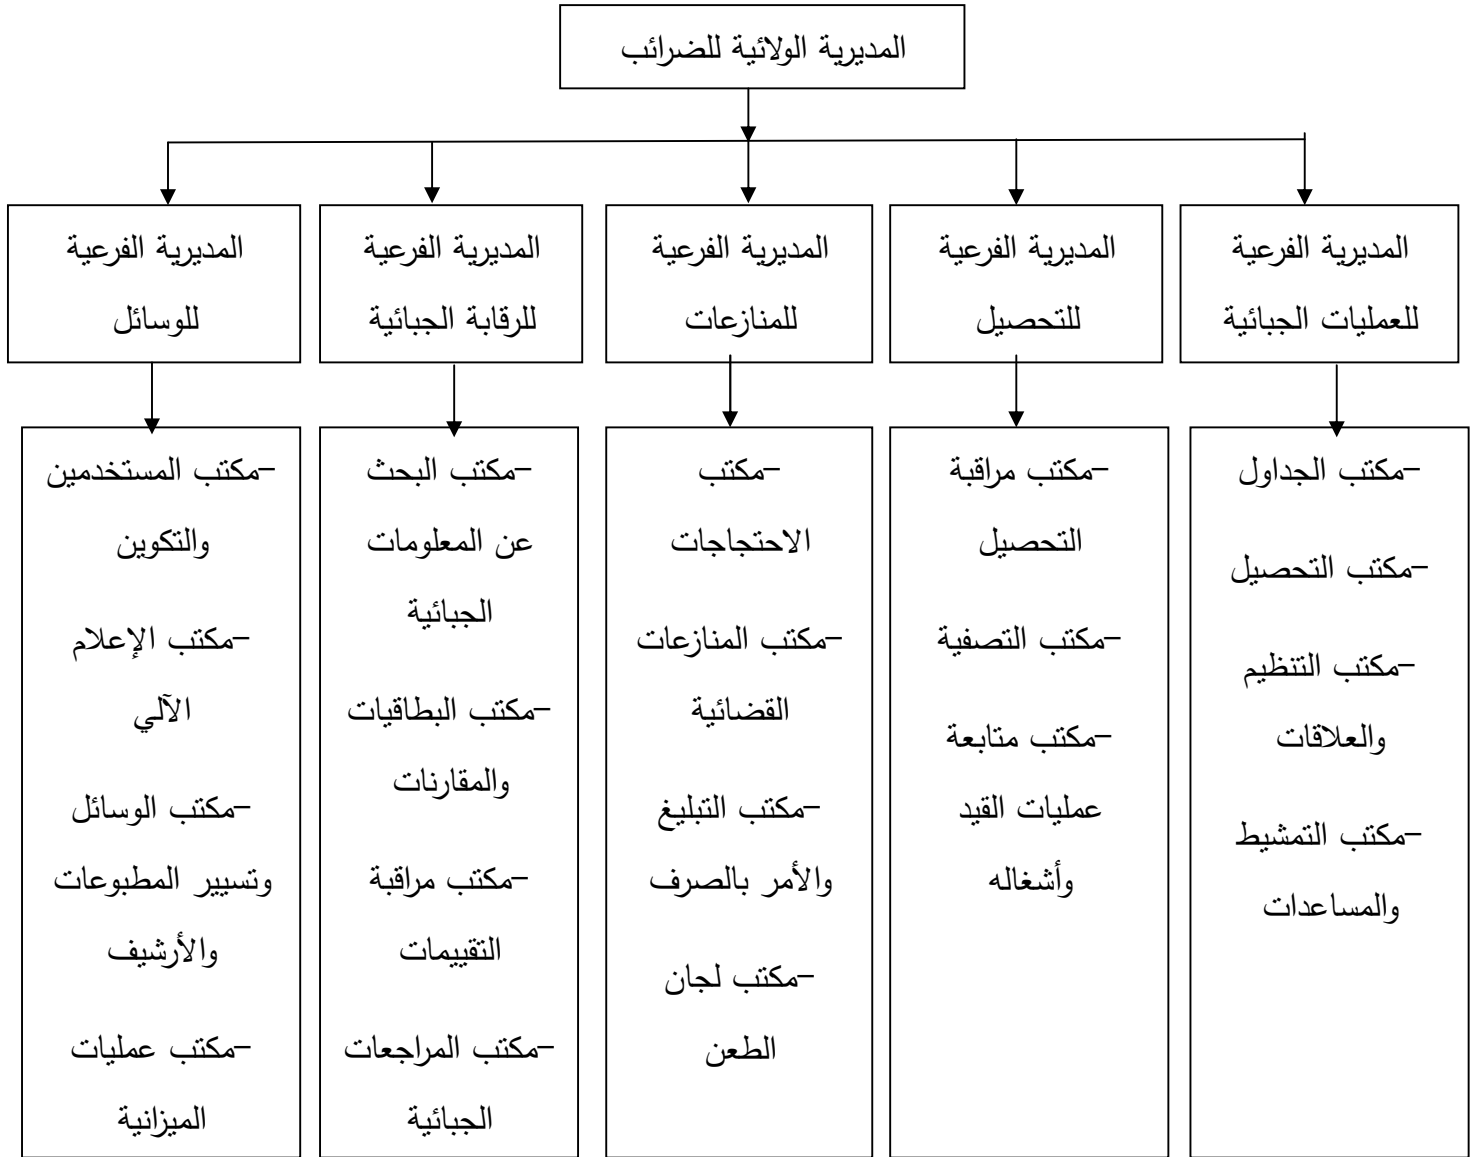 المديرية الولائية للضرائب
المديرية الفرعية
للعمليات الجبائية
المديرية الفرعية
للتحصيل
المديرية الفرعية
للمنازعات
المديرية الفرعية
للرقابة الجبائية
المديرية الفرعية
للوسائل
-مكتب الجداول
-مكتب التحصيل
-مكتب التنظيم
والعلاقات
-مكتب التمشيط
والمساعدات
-مكتب مراقبة
التحصيل
-مكتب التصفية
-مكتب متابعة
عمليات القيد
وأشغاله
-مكتب
الاحتجاجات
-مكتب المنازعات
القضائية
-مكتب التبليغ
والأمر بالصرف
-مكتب لجان
الطعن
-مكتب البحث
عن المعلومات
الجبائية
-مكتب البطاقيات
والمقارنات
-مكتب مراقبة
التقييمات
-مكتب المراجعات
الجبائية
-مكتب المستخدمين
والتكوين
-مكتب الإعلام
الآلي
-مكتب الوسائل
وتسيير المطبوعات
والأرشيف
-مكتب عمليات
الميزانية